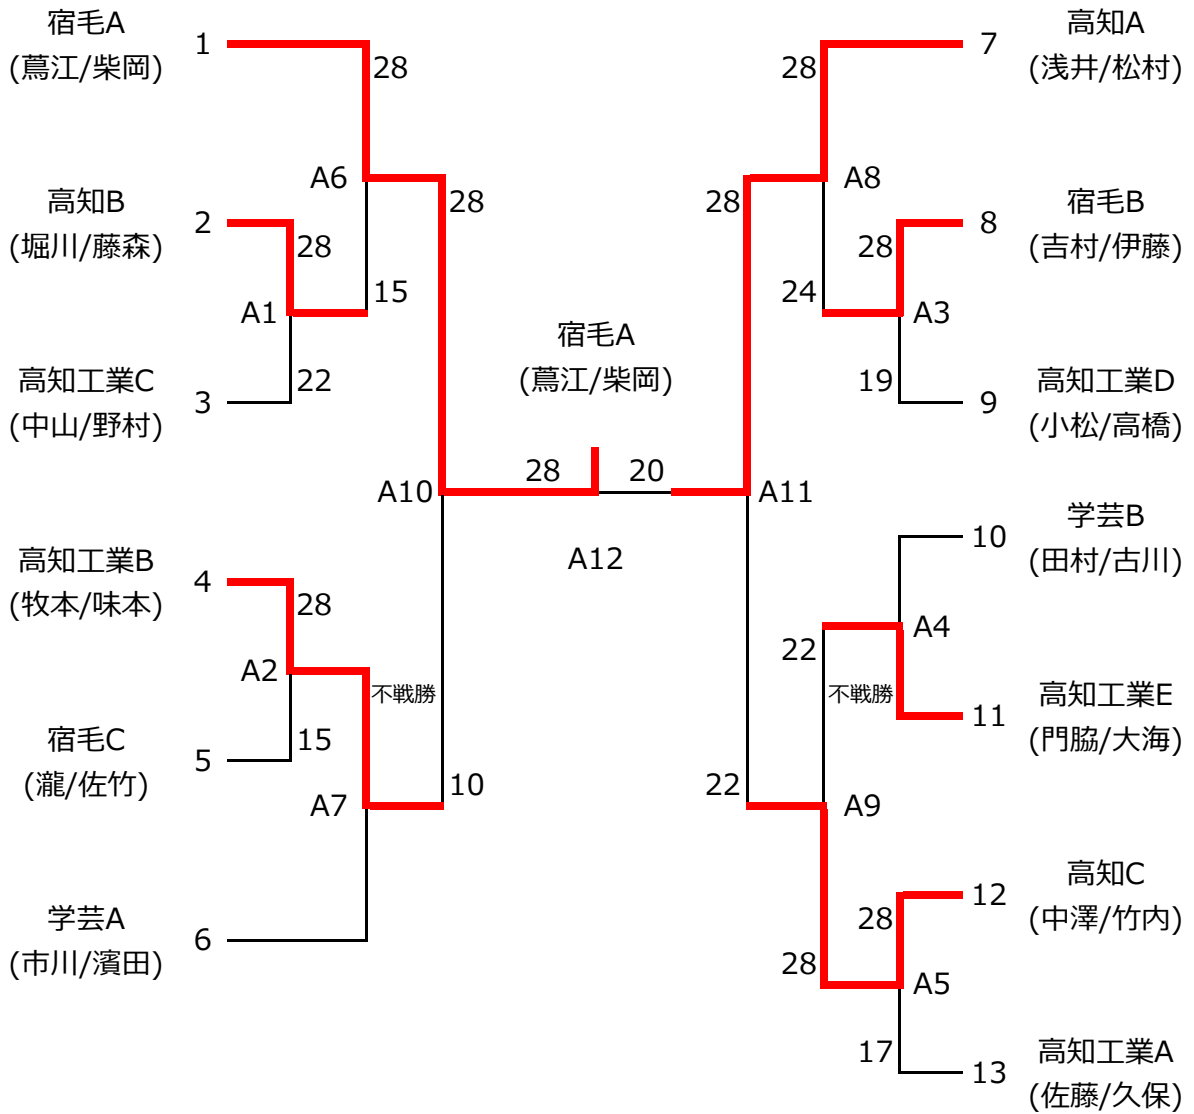 宿毛A
(蔦江/柴岡)
1
28
A6
28
高知B
(堀川/藤森)
2
28
A1
15
高知工業C
(中山/野村)
3
22
高知工業B
(牧本/味本)
4
28
A2
不戦勝
宿毛C
(瀧/佐竹)
5
15
A7
10
学芸A
(市川/濱田)
6
A10
宿毛A
(蔦江/柴岡)
28
20
A12
A11
高知A
(浅井/松村)
7
28
A8
28
宿毛B
(吉村/伊藤)
8
28
24
A3
高知工業D
(小松/高橋)
9
19
学芸B
(田村/古川)
10
A4
22
不戦勝
高知工業E
(門脇/大海)
11
22
A9
高知C
(中澤/竹内)
12
28
28
A5
高知工業A
(佐藤/久保)
13
17